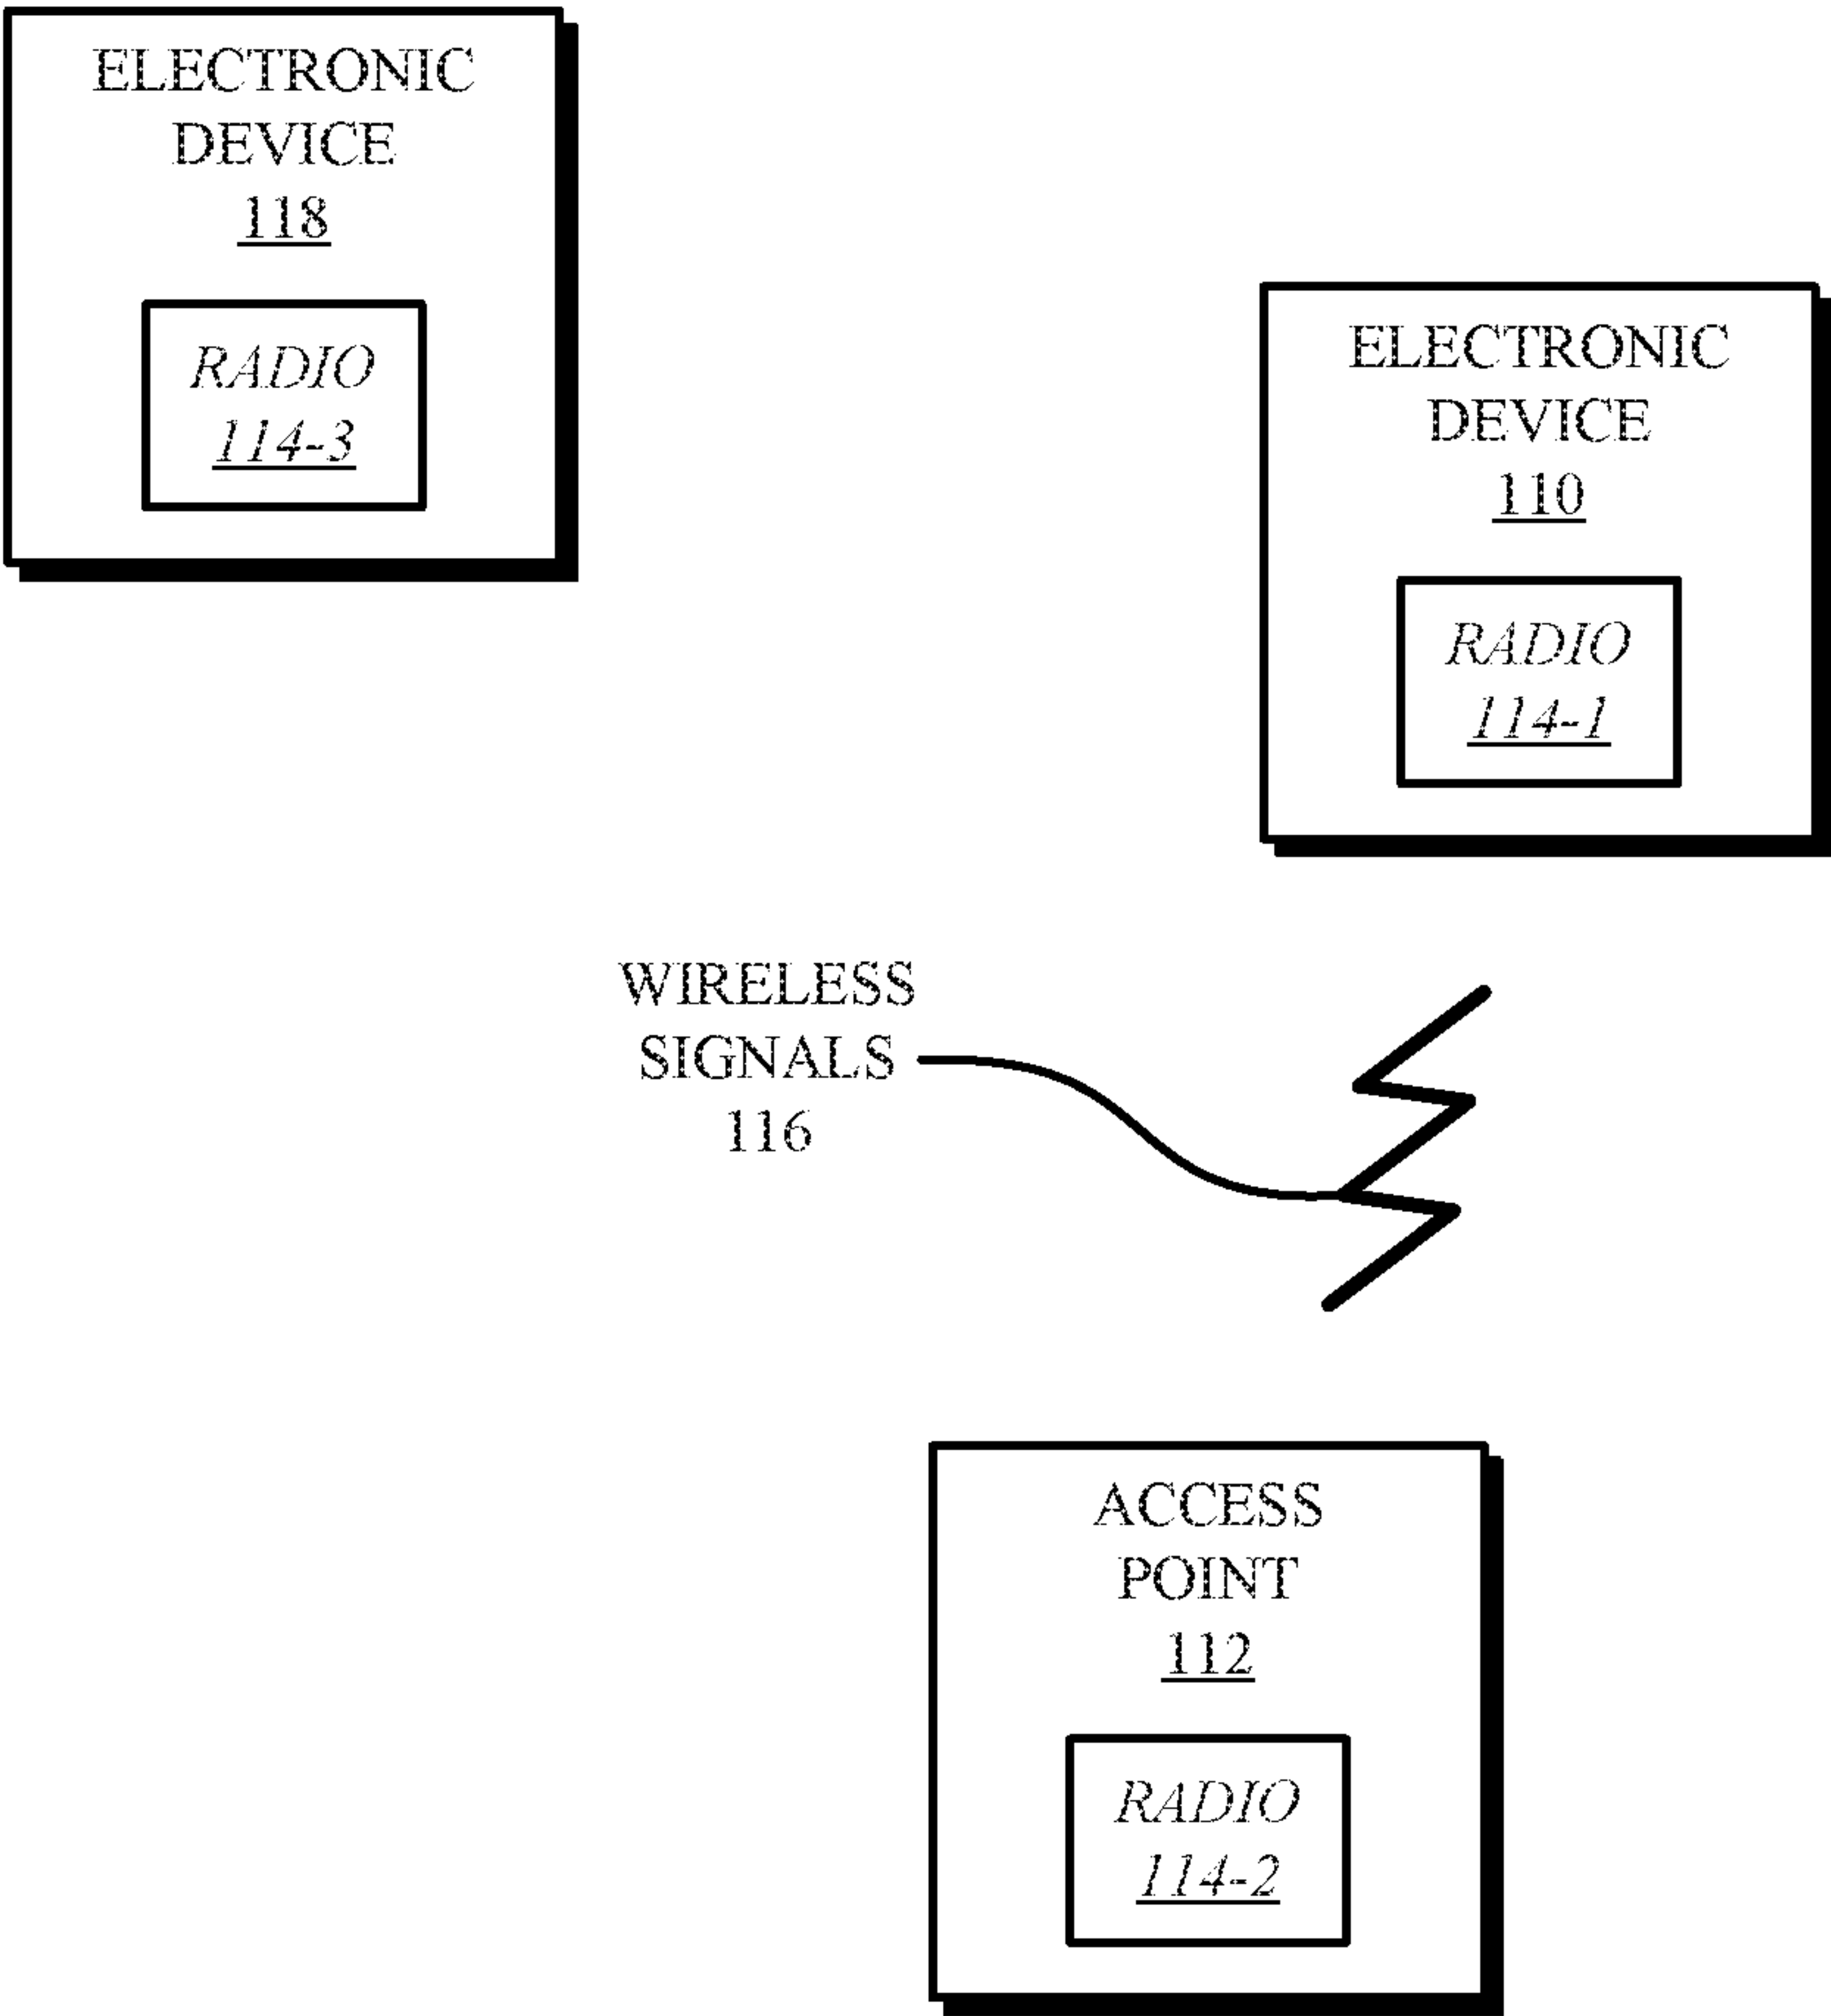 ELECTRONIC
DEVICE
118
RADIO
114-3
ELECTRONIC
DEVICE
110
RADIO
114-1
WIRELESS
SIGNALS
116
ACCESS
POINT
112
RADIO
114-2